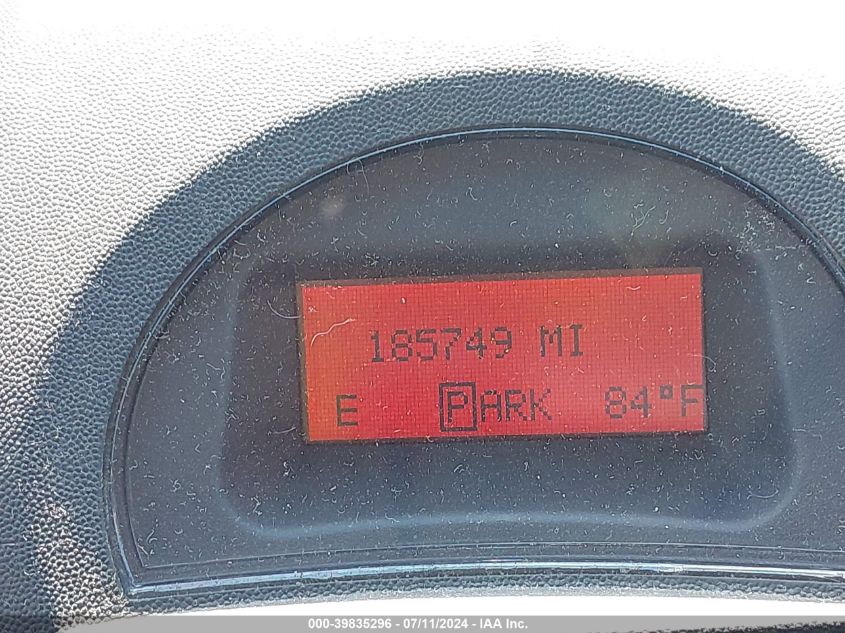 185749 MI
E PARK 84°F
000-39835296 - 07/11/2024 - IAA Inc.